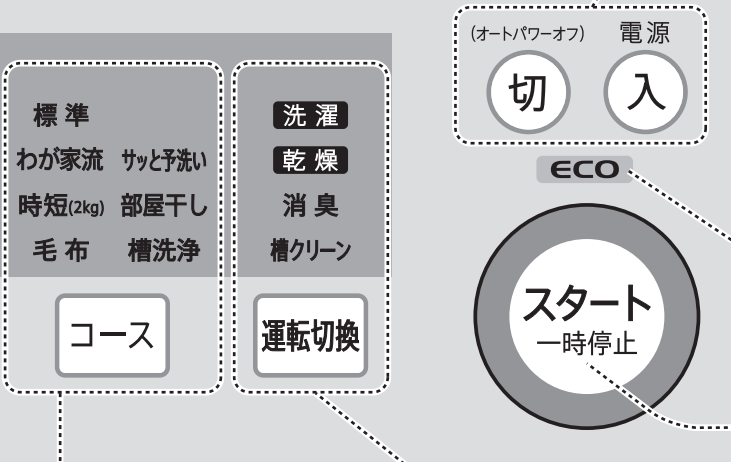 (オートパワーオフ) 電源
切 入
ECO
標準
わが家流 サッと予洗い
時短(2kg) 部屋干し
毛布 槽洗浄
コース
洗濯
乾燥
消臭
槽クリーン
運転切換
スタート
一時停止